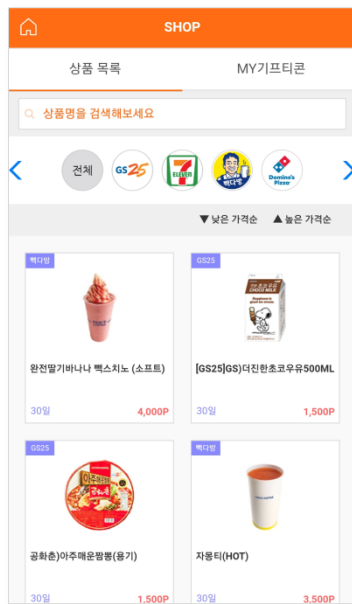 SHOP
상품 목록
MY기프티콘
상품명을 검색해보세요
전체
GS25
ELEVEN
빽다방
Domino's
Pizza
▼ 낮은 가격순 ▲ 높은 가격순
빽다방
완전딸기바나나 빽스치노 (소프트)
30일
4,000P
GS25
CHOCO MILK
[GS25]GS)더진한초코우유500ML
30일
1,500P
GS25
공화춘)아주매운짬뽕(용기)
30일
1,500P
빽다방
자몽티(HOT)
30일
3,500P